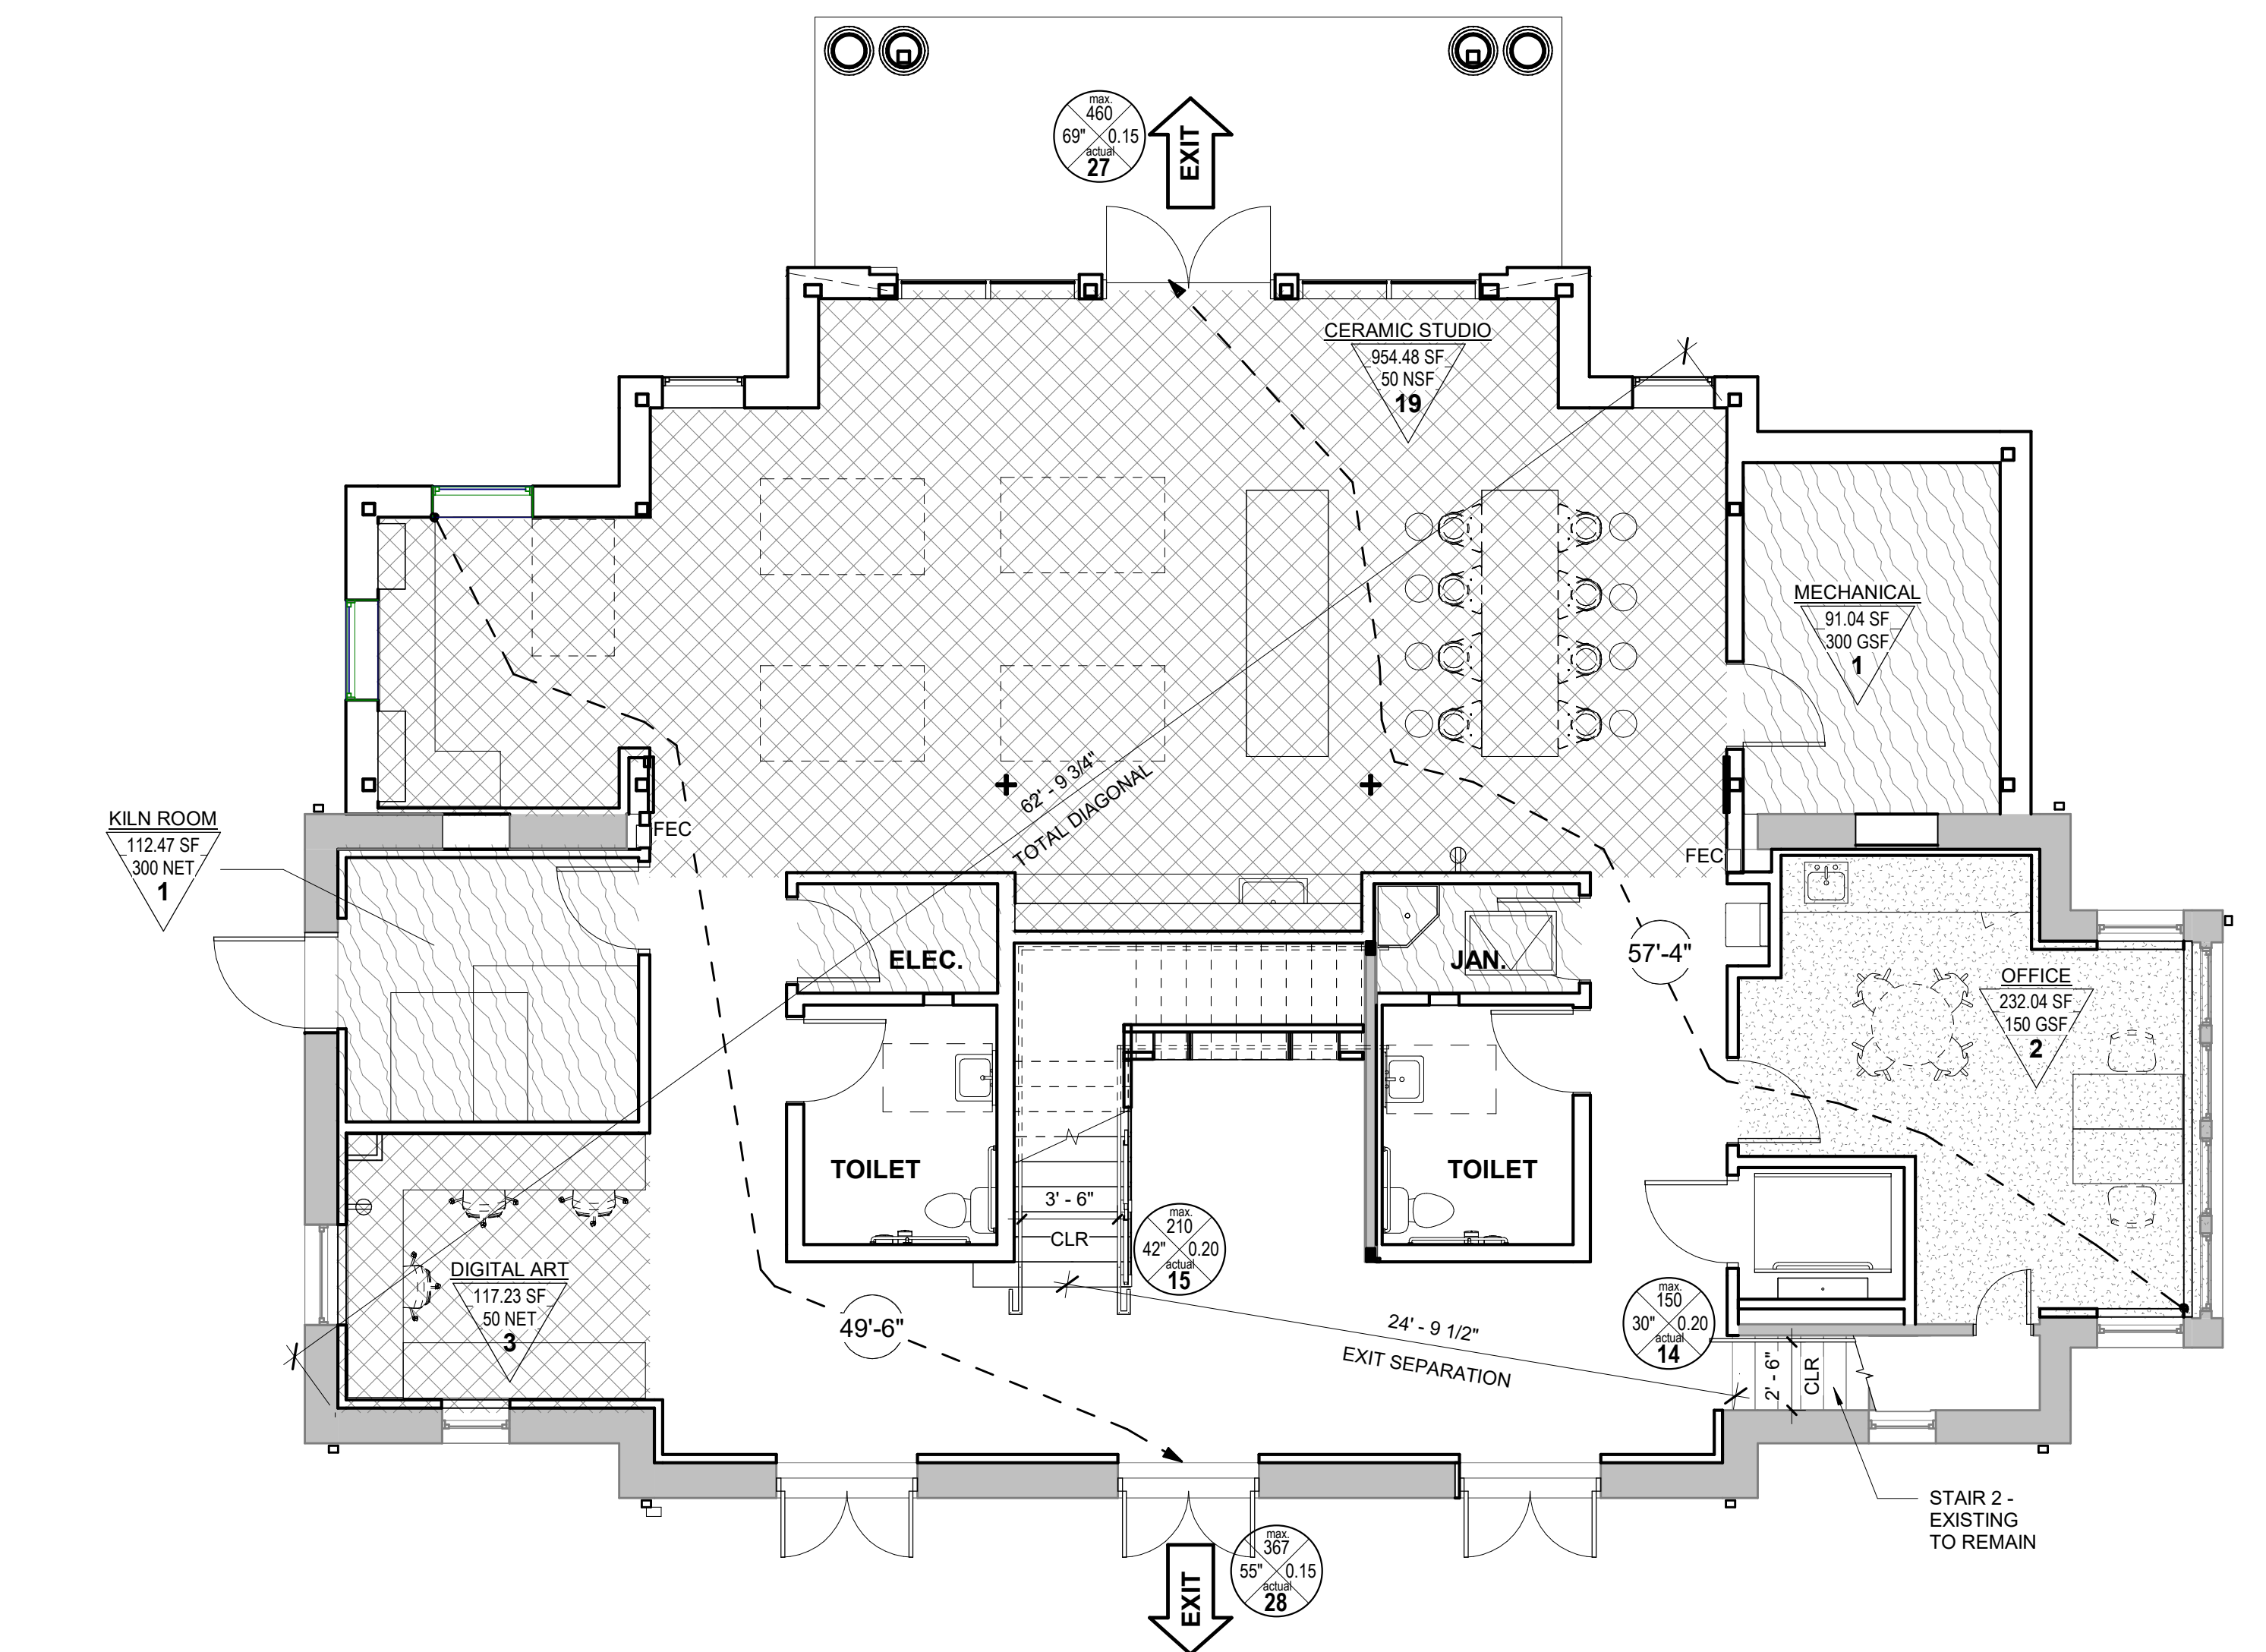 max.
460
69" 0.15
actual
27
EXIT
CERAMIC STUDIO
954.48 SF
50 NSF
19
MECHANICAL
91.04 SF
300 GSF
1
62' - 9 3/4"
TOTAL DIAGONAL
KILN ROOM
112.47 SF
300 NET
1
FEC
FEC
ELEC.
JAN.
57'-4"
OFFICE
232.04 SF
150 GSF
2
TOILET
TOILET
3' - 6"
CLR
max.
210
42" 0.20
actual
15
DIGITAL ART
117.23 SF
50 NET
3
49'-6"
24' - 9 1/2"
EXIT SEPARATION
max.
150
30" 0.20
actual
14
2' - 6"
CLR
STAIR 2 -
EXISTING
TO REMAIN
max.
367
55" 0.15
actual
28
EXIT